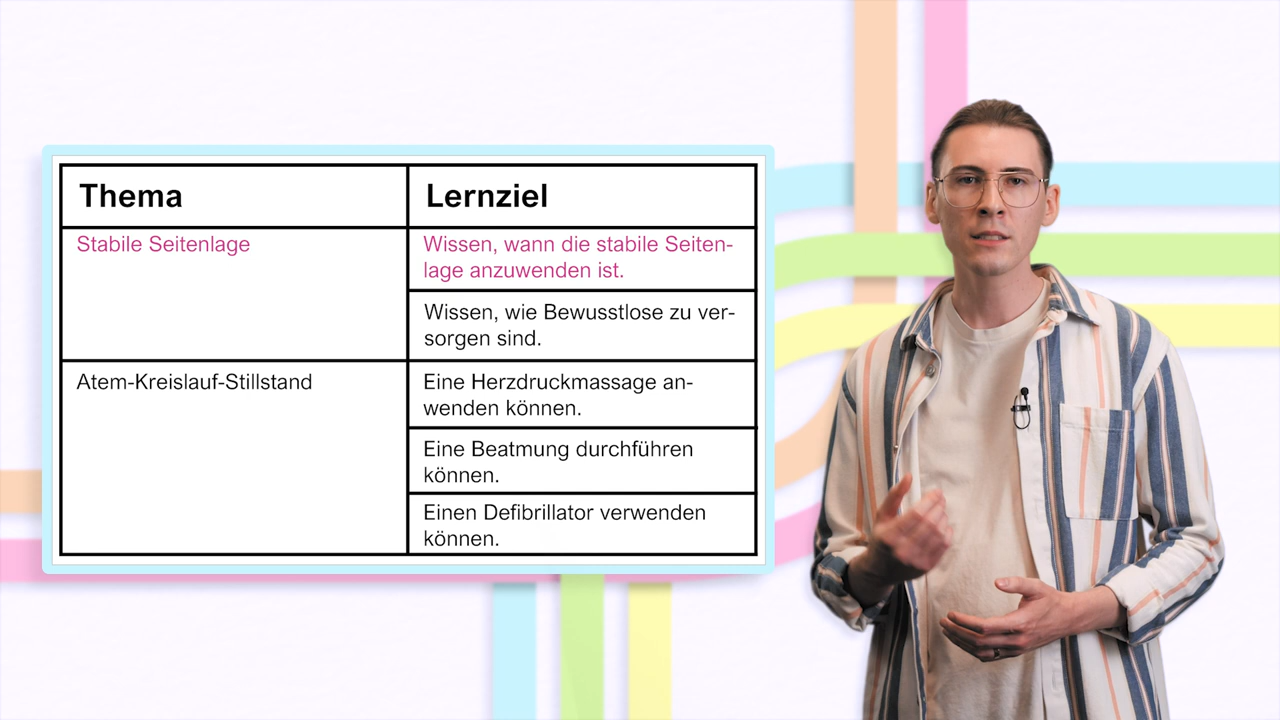 Thema
Lernziel
Stabile Seitenlage
Wissen, wann die stabile Seiten-
lage anzuwenden ist.
Wissen, wie Bewusstlose zu ver-
sorgen sind.
Atem-Kreislauf-Stillstand
Eine Herzdruckmassage an-
wenden können.
Eine Beatmung durchführen
können.
Einen Defibrillator verwenden
können.